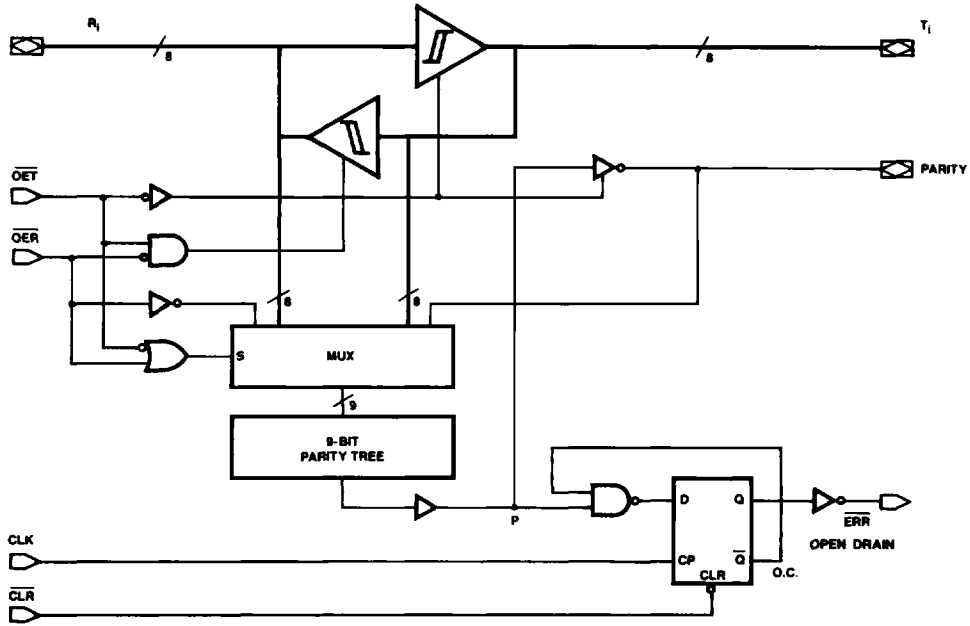 Rᵢ
Tᵢ
8
8
OET
PARITY
OER
8
8
S
MUX
9
9-BIT
PARITY TREE
P
D
Q
ERR
CLK
OPEN DRAIN
CP
Q
CLR
O.C.
CLR